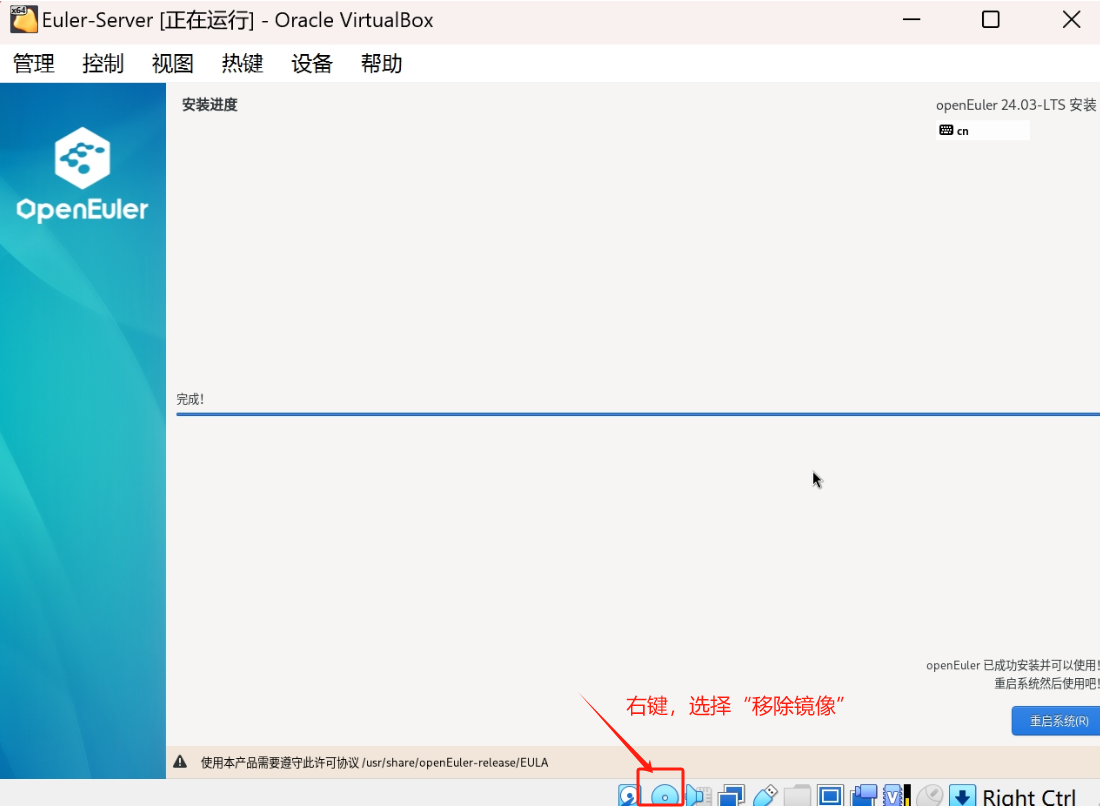 x64
Euler-Server [正在运行] - Oracle VirtualBox
管理 控制 视图 热键 设备 帮助
OpenEuler
安装进度
openEuler 24.03-LTS 安装
cn
完成!
openEuler 已成功安装并可以使用!
重启系统然后使用吧!
右键，选择“移除镜像”
重启系统(R)
使用本产品需要遵守此许可协议 /usr/share/openEuler-release/EULA
V
Right Ctrl